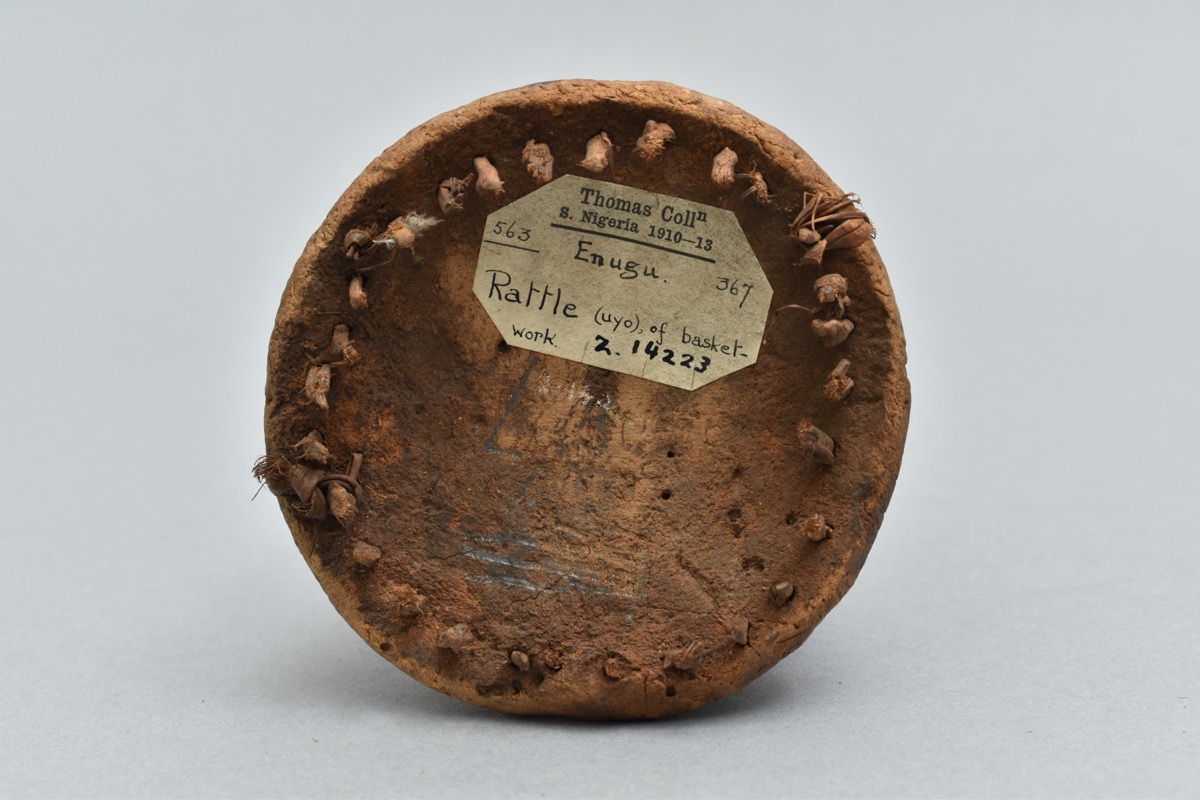 Thomas Collⁿ
S. Nigeria 1910—13
563
Enugu.
367
Rattle (uyo), of basket-
work.
Z. 14223